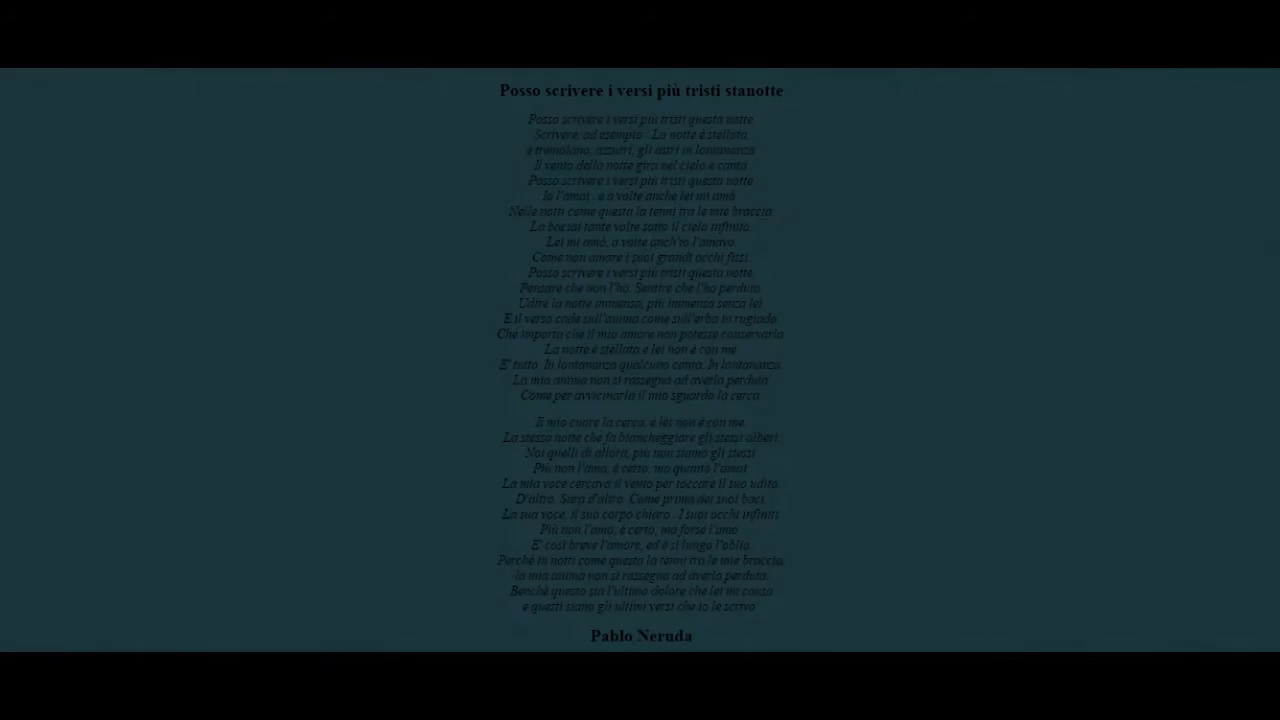 Posso scrivere i versi più tristi stanotte
Posso scrivere i versi più tristi questa notte
Scrivere, ad esempio : La notte è stellata,
e tremolano, azzurri, gli astri in lontananza
Il vento della notte gira nel cielo e canta
Posso scrivere i versi più tristi questa notte
Io l'amai . e a volte anche lei mi amò
Nelle notti come questa la tenni tra le mie braccia
La baciai tante volte sotto il cielo infinito.
Lei mi amò, a volte anch'io l'amavo.
Come non amare i suoi grandi occhi fissi.
Posso scrivere i versi più tristi questa notte
Pensare che non l'ho. Sentire che l'ho perduta
Udire la notte immensa, più immensa senza lei
E il verso cade sull'anima come sull'erba in rugiada.
Che importa che il mio amore non potesse conservarla
La notte è stellata e lei non è con me
E' tutto. In lontananza qualcuno canta. In lontananza.
La mia anima non si rassegna ad averla perduta
Come per avvicinarla il mio sguardo la cerca
Il mio cuore la cerca, e lei non è con me.
La stessa notte che fa biancheggiare gli stessi alberi.
Noi quelli di allora, più non siamo gli stessi
Più non l'amo, è certo, ma quanto l'amai
La mia voce cercava il vento per toccare il suo udito.
D'altro. Sarà d'altro. Come prima dei suoi baci.
La sua voce, il suo corpo chiaro . I suoi occhi infiniti
Più non l'amo, è certo, ma forse l'amo
E' così breve l'amore, ed è sì lungo l'oblio.
Perchè in notti come questa la tenni tra le mie braccia,
la mia anima non si rassegna ad averla perduta.
Benchè questo sia l'ultimo dolore che lei mi causa
e questi siano gli ultimi versi che io le scrivo
Pablo Neruda